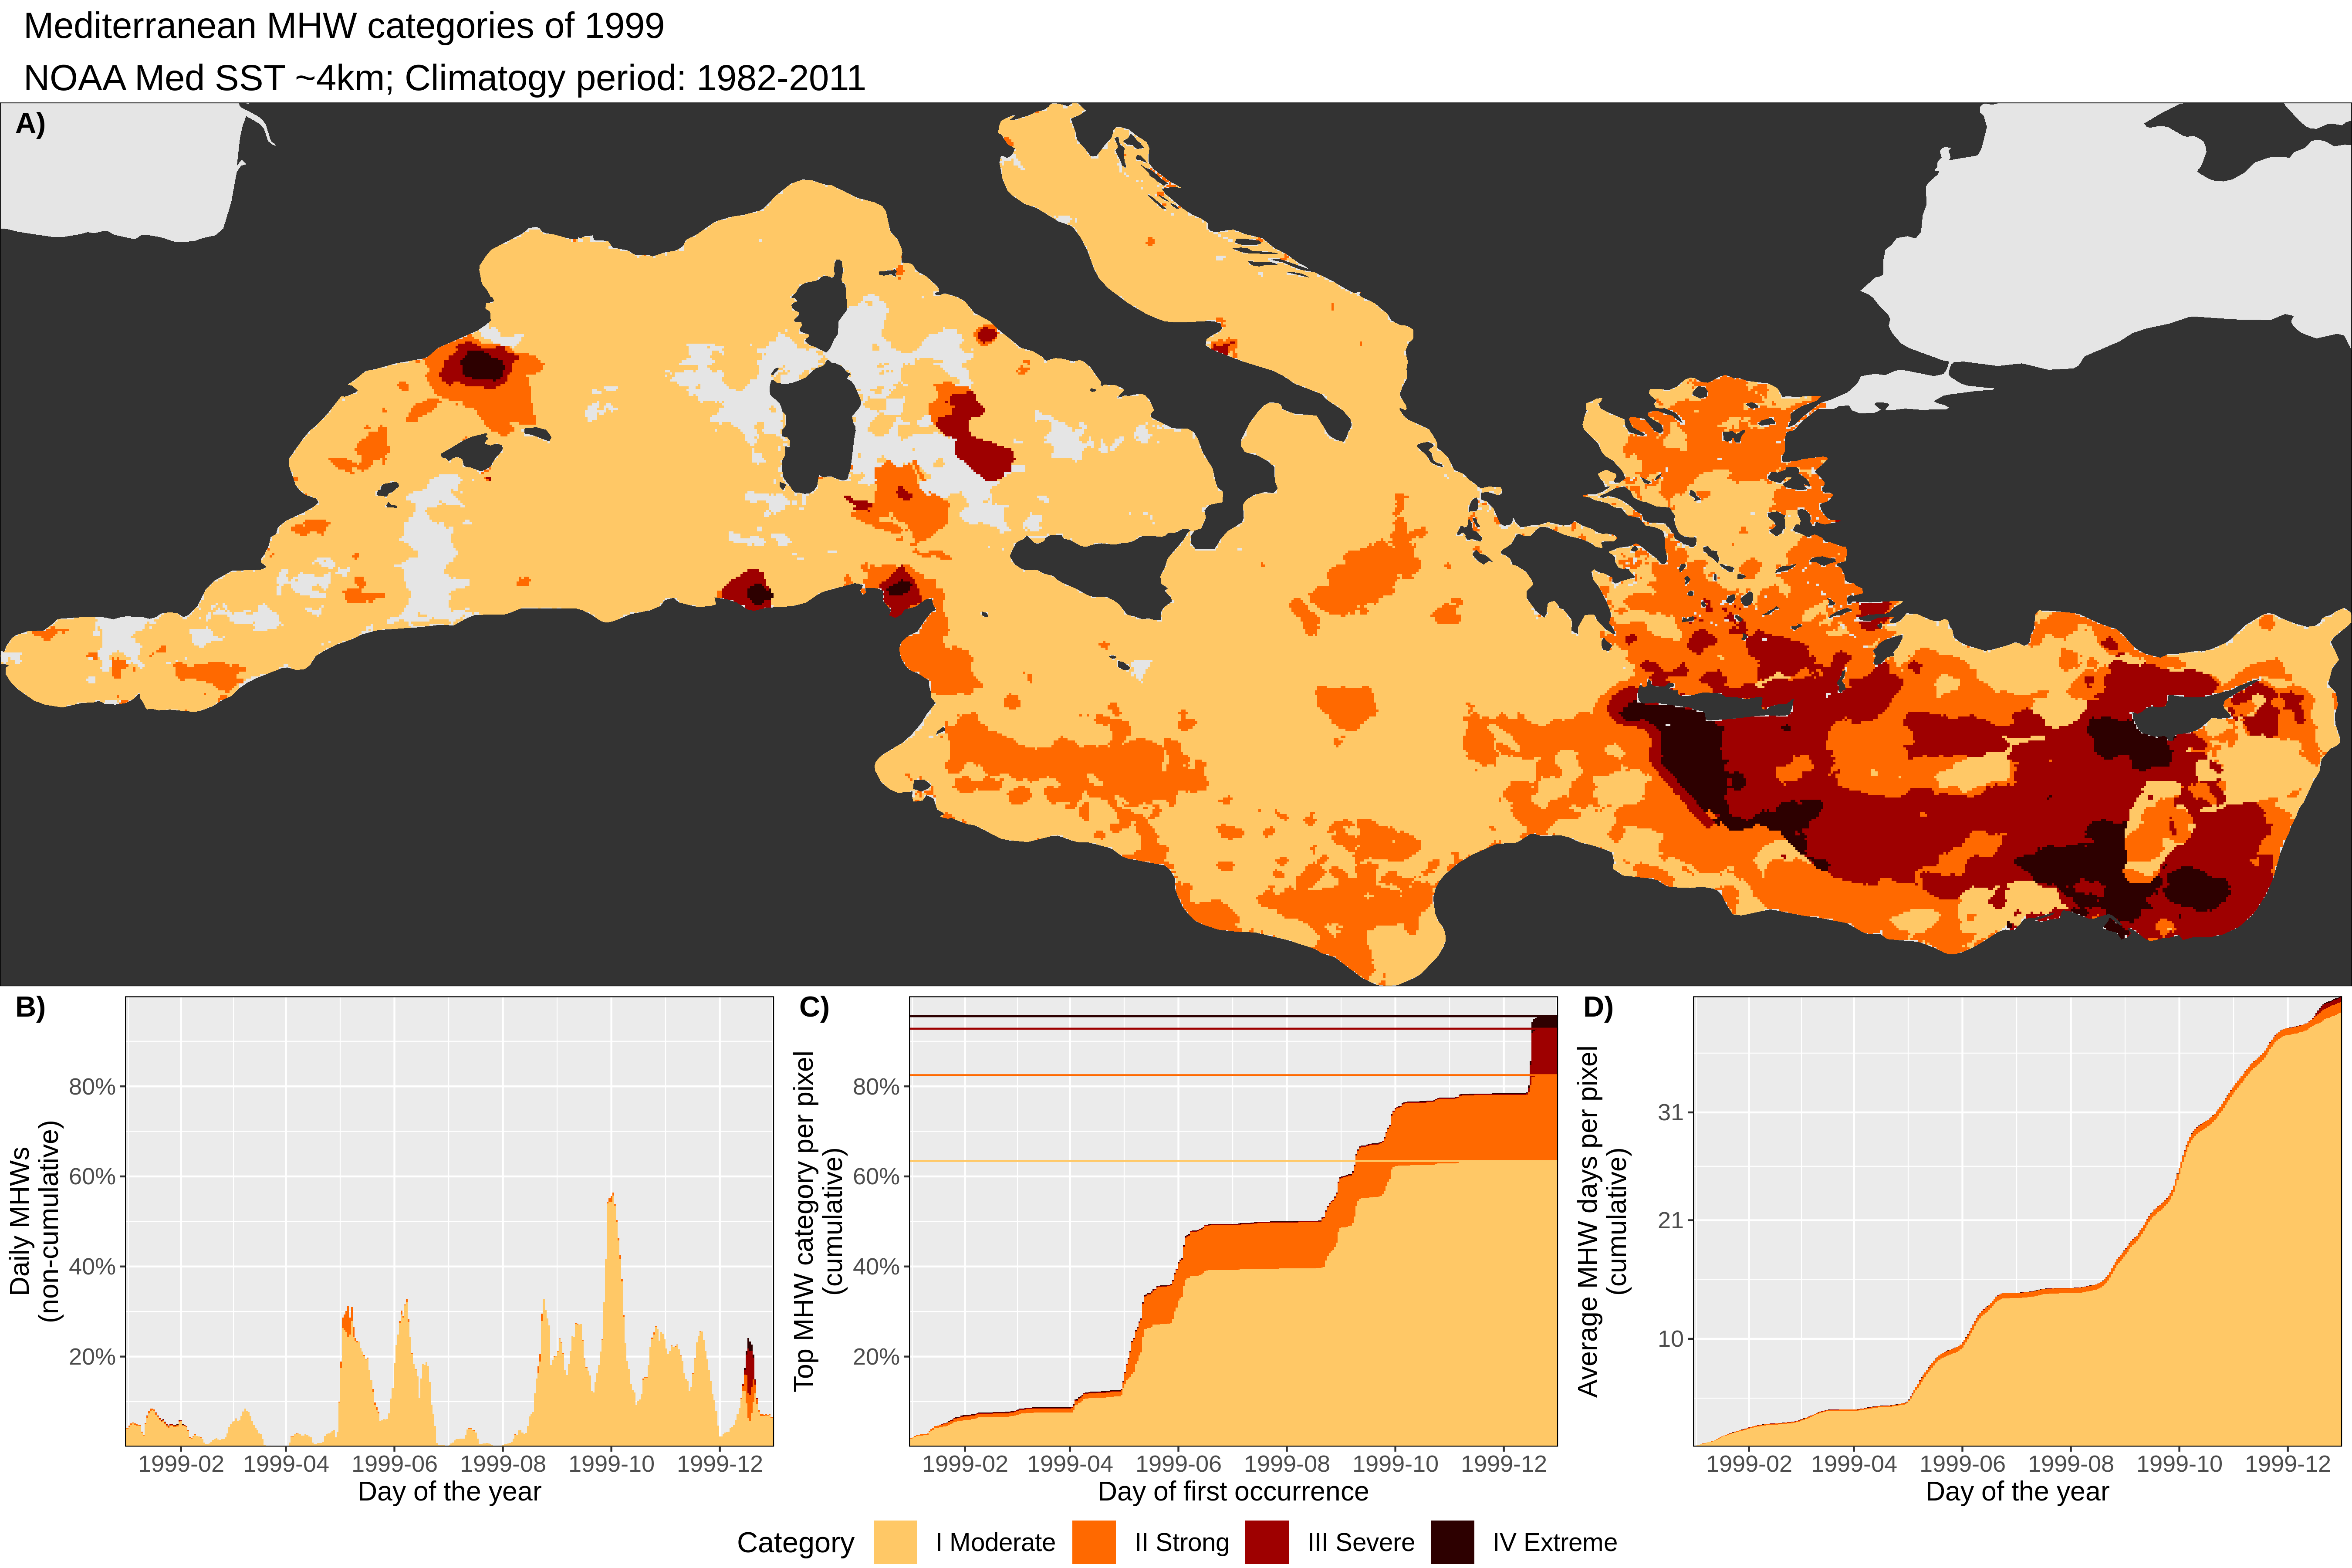 Mediterranean MHW categories of 1999
NOAA Med SST ~4km; Climatogy period: 1982-2011
A)
B)
Daily MHWs
(non-cumulative)
80%
60%
40%
20%
1999-02 1999-04 1999-06 1999-08 1999-10 1999-12
Day of the year
C)
Top MHW category per pixel
(cumulative)
80%
60%
40%
20%
1999-02 1999-04 1999-06 1999-08 1999-10 1999-12
Day of first occurrence
D)
Average MHW days per pixel
(cumulative)
31
21
10
1999-02 1999-04 1999-06 1999-08 1999-10 1999-12
Day of the year
Category I Moderate II Strong III Severe IV Extreme